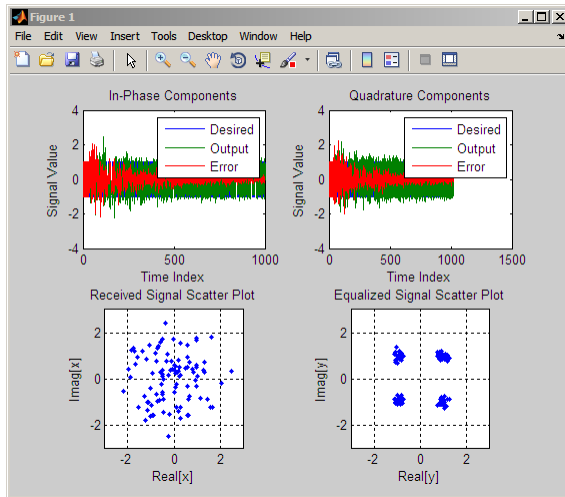 Figure 1
File Edit View Insert Tools Desktop Window Help
In-Phase Components
Signal Value
4
2
0
-2
-4
Desired
Output
Error
0 500 1000
Time Index
Quadrature Components
Signal Value
4
2
0
-2
-4
Desired
Output
Error
0 500 1000 1500
Time Index
Received Signal Scatter Plot
Imag[x]
2
0
-2
-2 0 2
Real[x]
Equalized Signal Scatter Plot
Imag[y]
2
0
-2
-2 0 2
Real[y]